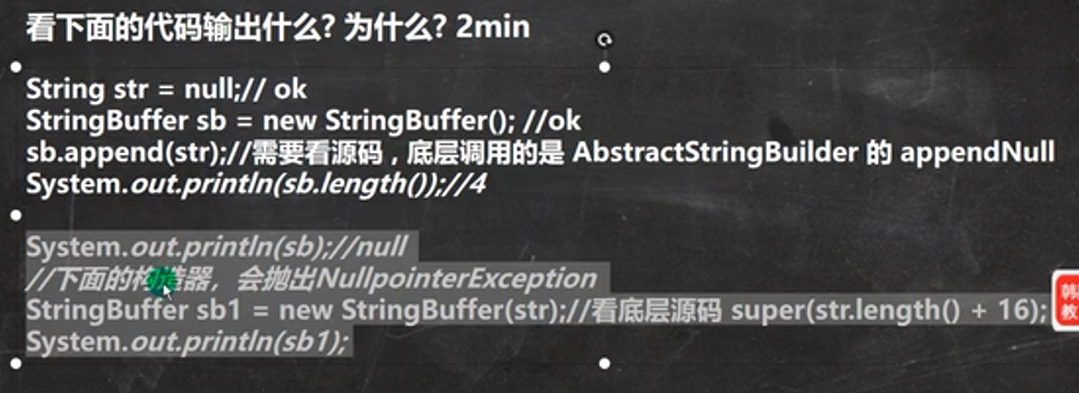 看下面的代码输出什么? 为什么? 2min
String str = null;// ok
StringBuffer sb = new StringBuffer(); //ok
sb.append(str);//需要看源码 , 底层调用的是 AbstractStringBuilder 的 appendNull
System.out.println(sb.length());//4
System.out.println(sb);//null
//下面的构造器，会抛出NullpointerException
StringBuffer sb1 = new StringBuffer(str);//看底层源码 super(str.length() + 16);
System.out.println(sb1);